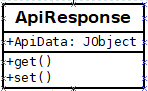 ApiResponse
+ApiData: JObject
+get()
+set()